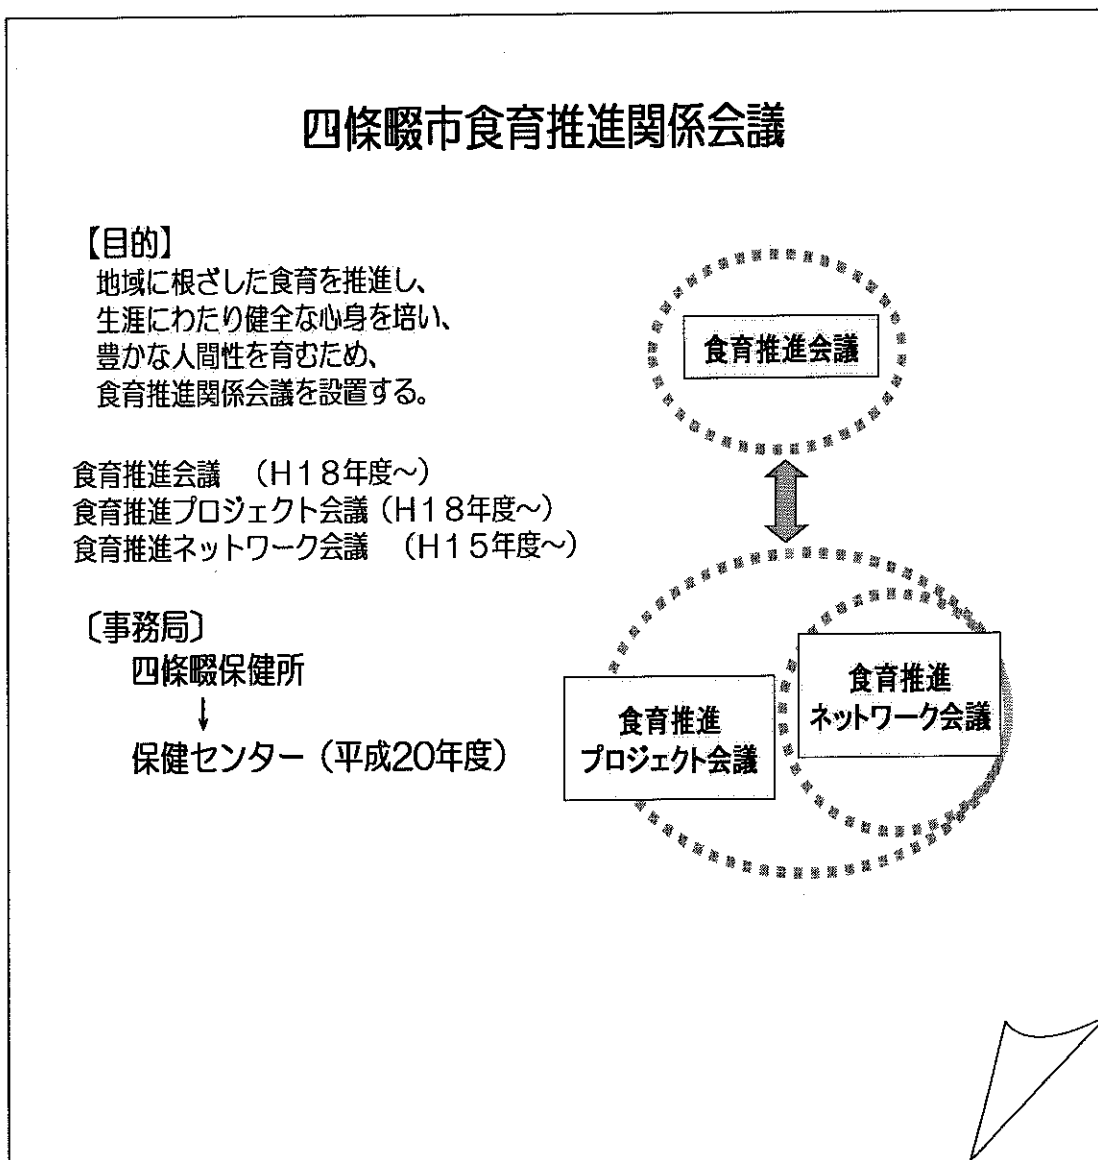 四條畷市食育推進関係会議
【目的】
地域に根ざした食育を推進し、
生涯にわたり健全な心身を培い、
豊かな人間性を育むため、
食育推進関係会議を設置する。
食育推進会議　（H１８年度～）
食育推進プロジェクト会議（H１８年度～）
食育推進ネットワーク会議　（H１５年度～）
〔事務局〕
四條畷保健所
↓
保健センター（平成20年度）
食育推進会議
食育推進
プロジェクト会議
食育推進
ネットワーク会議